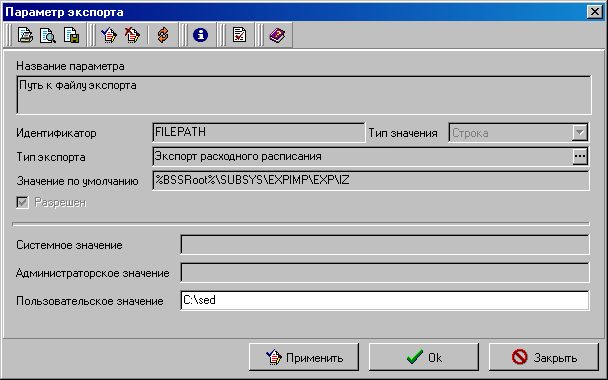 Параметр экспорта
Название параметра
Путь к файлу экспорта
Идентификатор FILEPATH Тип значения Строка
Тип экспорта Экспорт расходного расписания ...
Значение по умолчанию %BSSRoot%\SUBSYS\EXPIMP\EXP\IZ
Разрешен
Системное значение
Администраторское значение
Пользовательское значение C:\sed
Применить Ok Закрыть